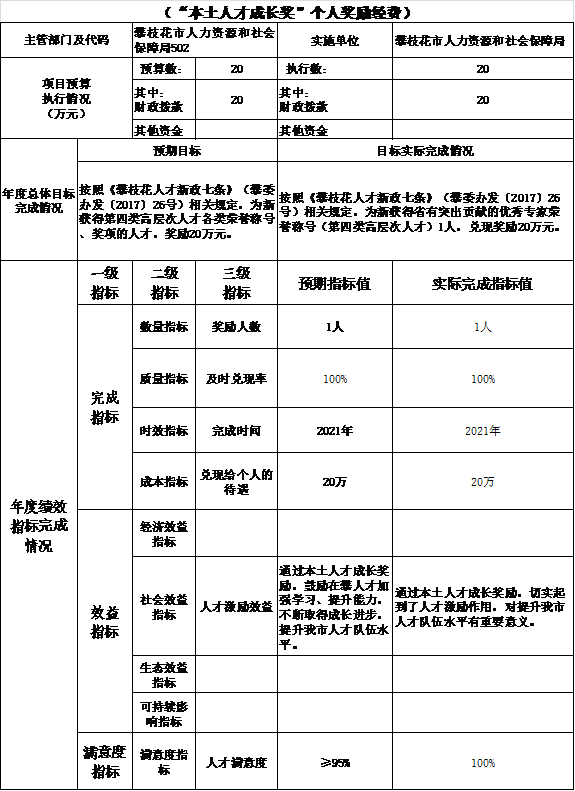 （“本土人才成长奖”个人奖励经费）
主管部门及代码 攀枝花市人力资源和社会保障局502 实施单位 攀枝花市人力资源和社会保障局
项目预算
执行情况
（万元）
预算数： 20 执行数： 20
其中：
财政拨款 20 其中：
财政拨款 20
其他资金 其他资金
年度总体目标
完成情况
预期目标 目标实际完成情况
按照《攀枝花人才新政七条》（攀委
办发〔2017〕26号）相关规定，为新
获得第四类高层次人才各类荣誉称号
、奖项的人才，奖励20万元。
按照《攀枝花人才新政七条》（攀委办发〔2017〕26
号）相关规定，为新获得省有突出贡献的优秀专家荣
誉称号（第四类高层次人才）1人，兑现奖励20万元。
年度绩效
指标完成
情况
一级
指标
二级
指标
三级
指标
预期指标值 实际完成指标值
完成
指标
数量指标 奖励人数 1人 1人
质量指标 及时兑现率 100% 100%
时效指标 完成时间 2021年 2021年
成本指标 兑现给个人的
待遇 20万 20万
效益
指标
经济效益
指标
社会效益
指标
人才激励效益
通过本土人才成长奖
励，鼓励在攀人才加
强学习、提升能力，
不断取得成长进步，
提升我市人才队伍水
平。
通过本土人才成长奖励，切实起
到了人才激励作用，对提升我市
人才队伍水平有重要意义。
生态效益
指标
可持续影
响指标
满意度
指标
满意度指
标
人才满意度 ≥95% 100%